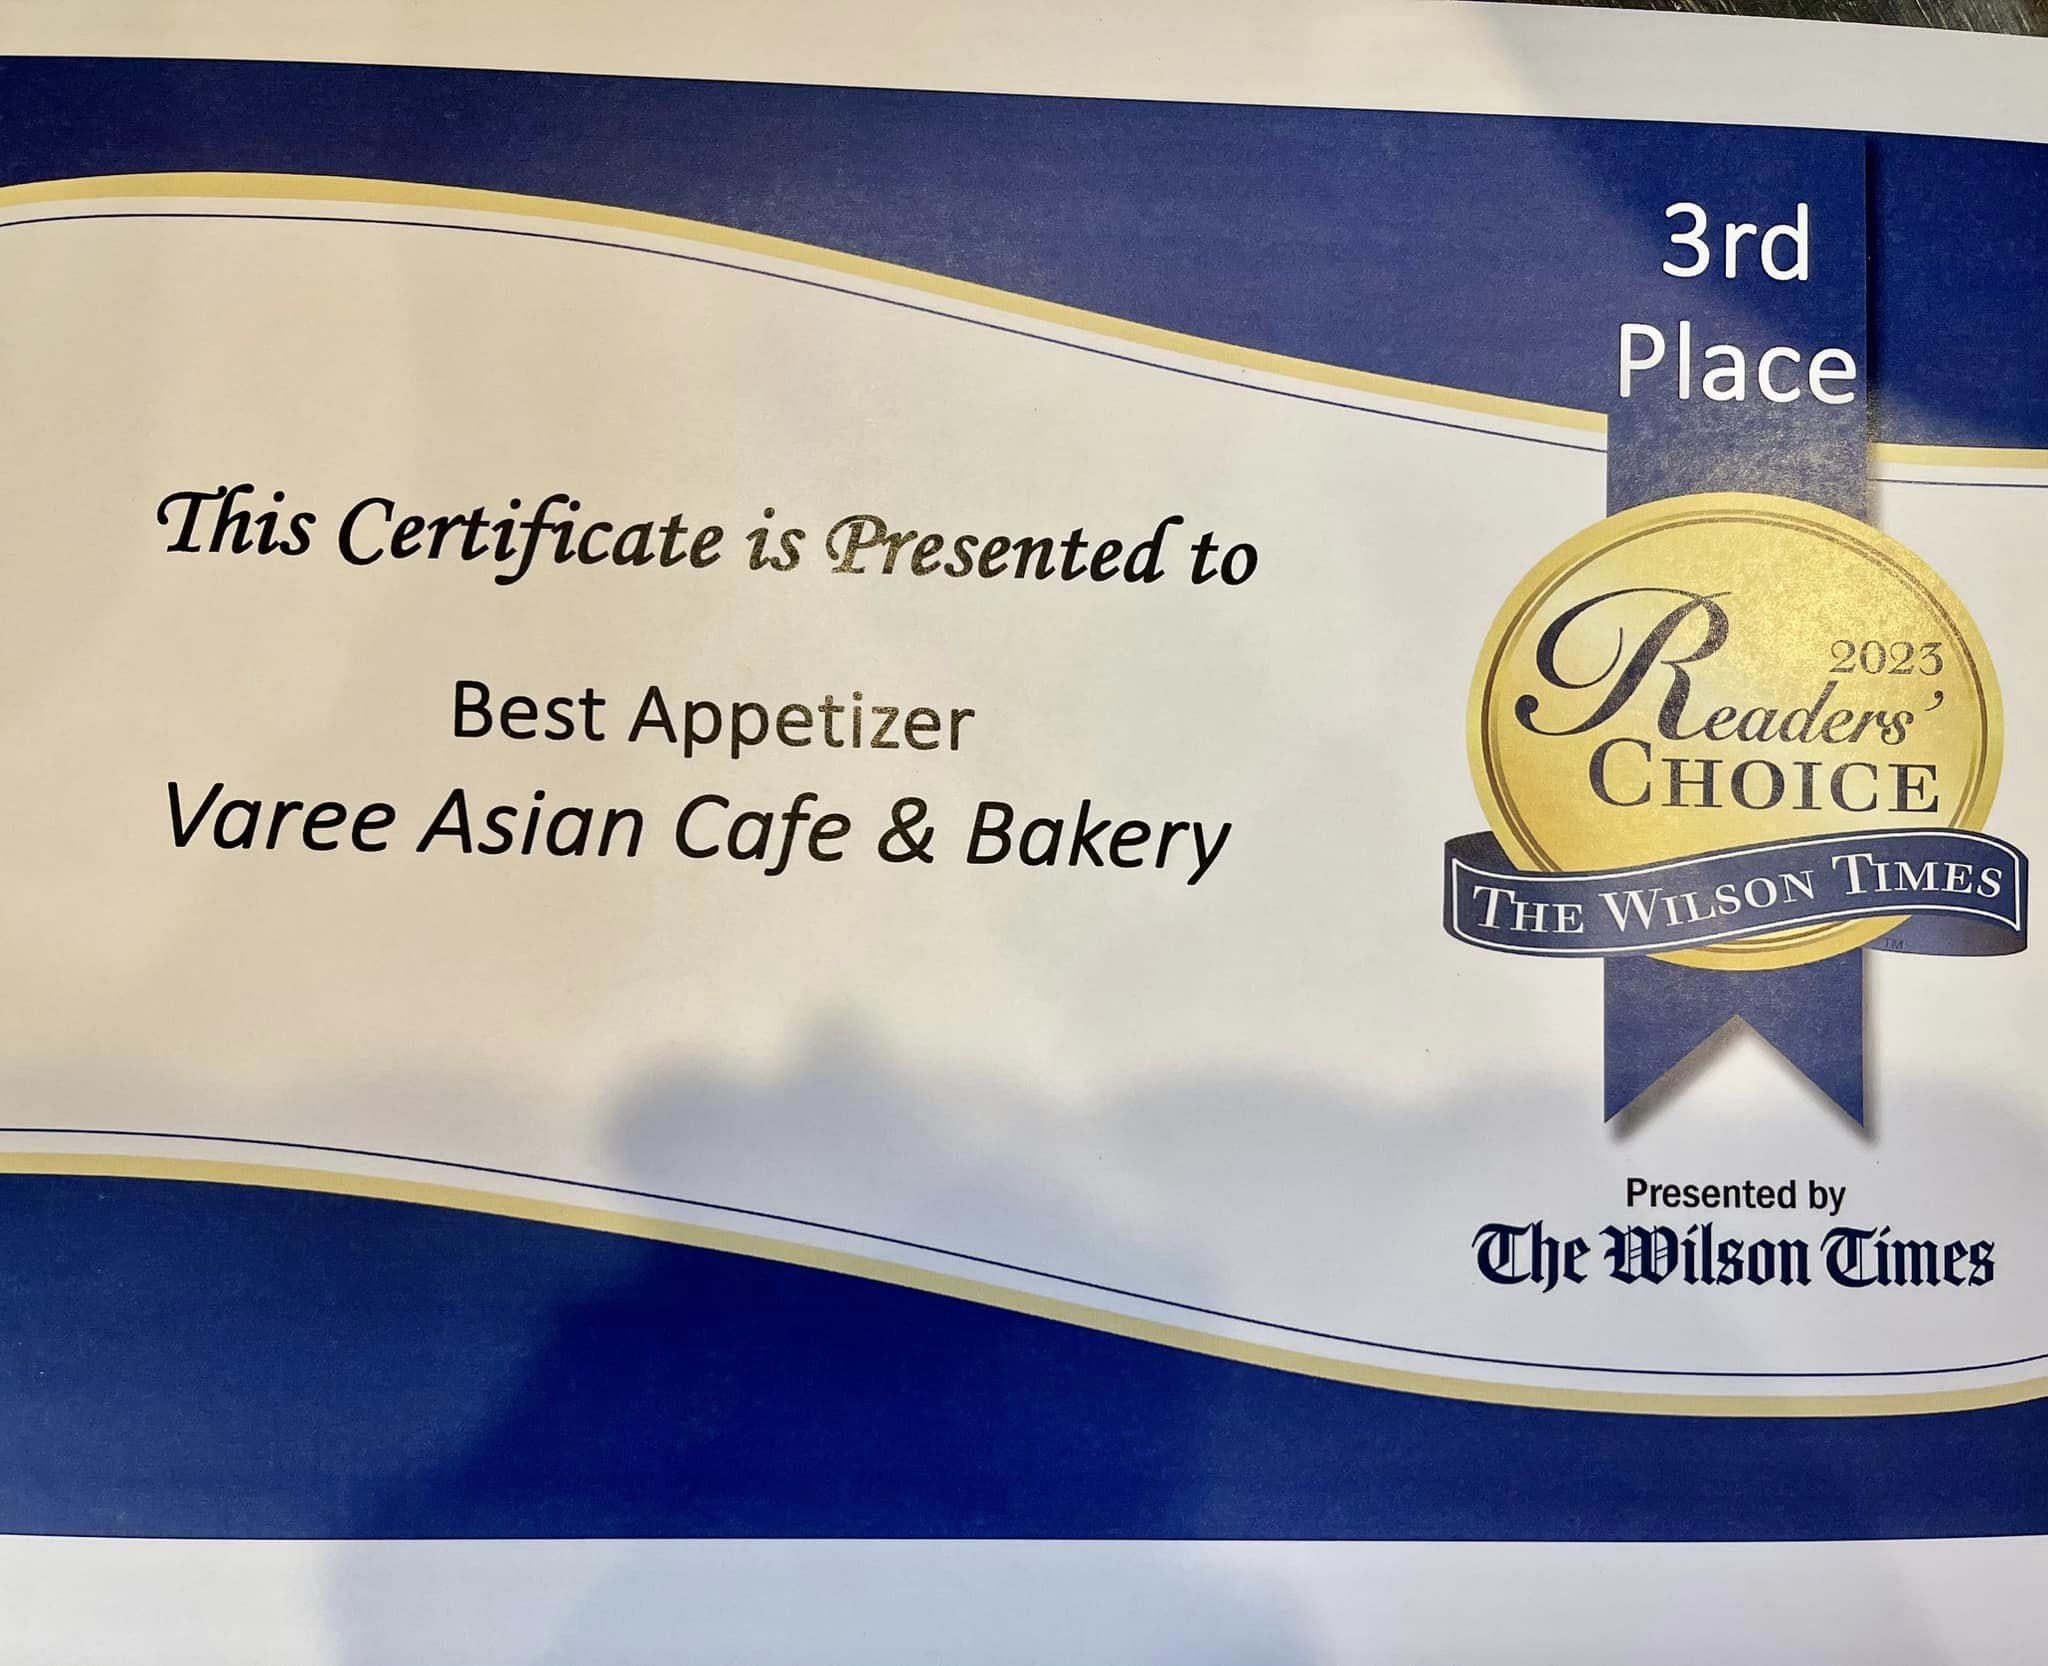 3rd
Place
This Certificate is Presented to
Best Appetizer
Varee Asian Cafe & Bakery
2023
Readers'
CHOICE
THE WILSON TIMES
TM
Presented by
The Wilson Times